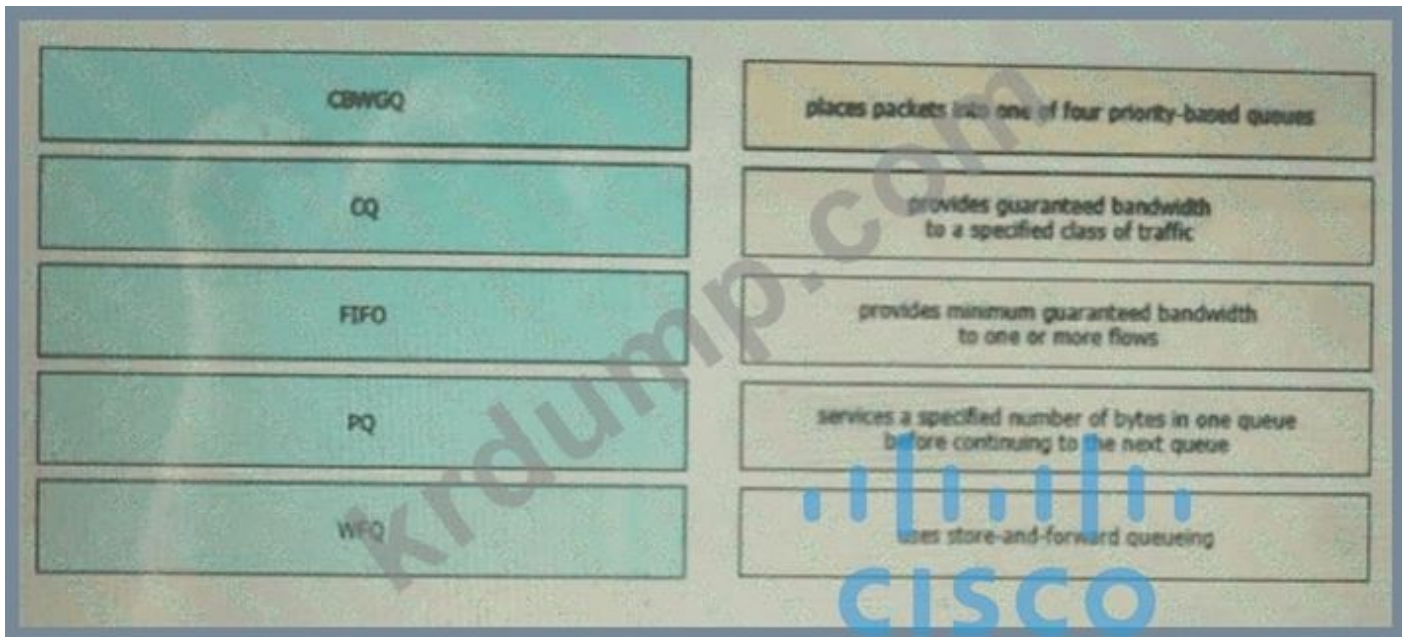 CBWGQ
places packets into one of four priority-based queues
CQ
provides guaranteed bandwidth
to a specified class of traffic
FIFO
provides minimum guaranteed bandwidth
to one or more flows
PQ
services a specified number of bytes in one queue
before continuing to the next queue
WFQ
uses store-and-forward queueing
krdump.com
CISCO